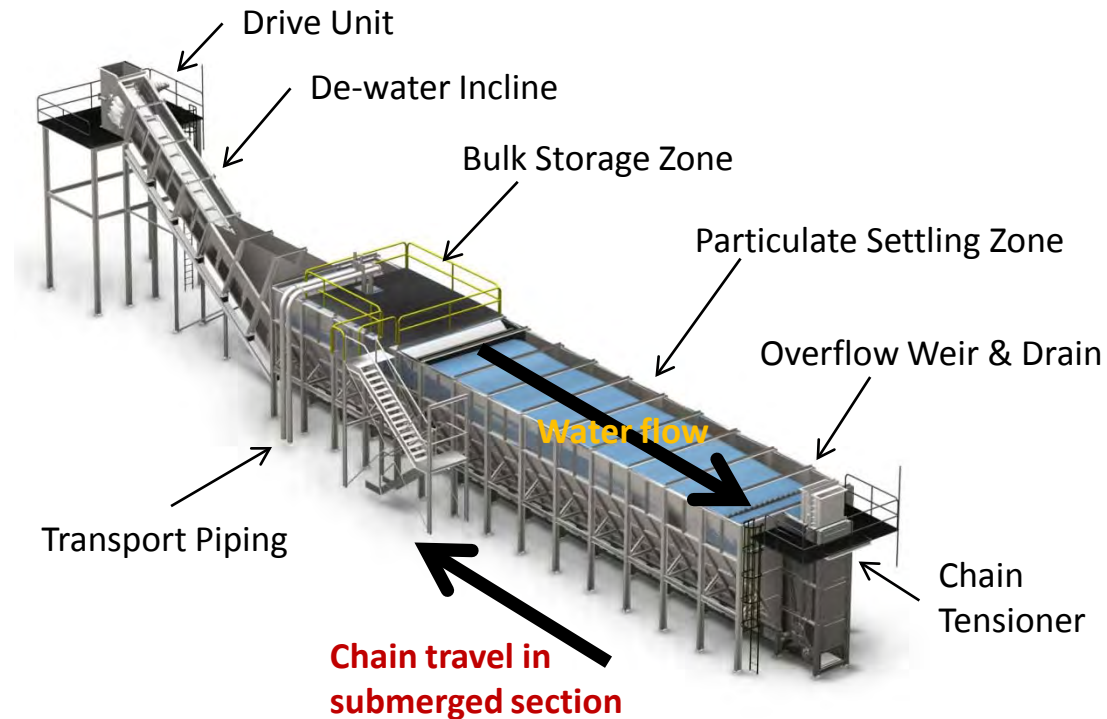 Drive Unit
De-water Incline
Bulk Storage Zone
Particulate Settling Zone
Overflow Weir & Drain
Water flow
Transport Piping
Chain
Tensioner
Chain travel in
submerged section